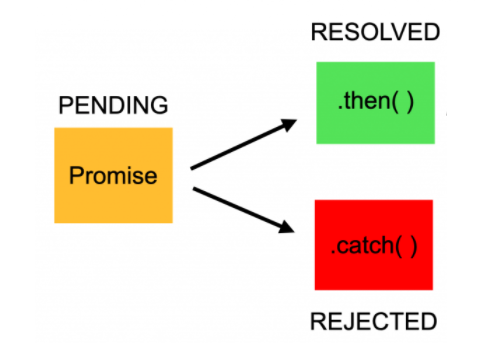 RESOLVED
.then( )
PENDING
Promise
.catch( )
REJECTED